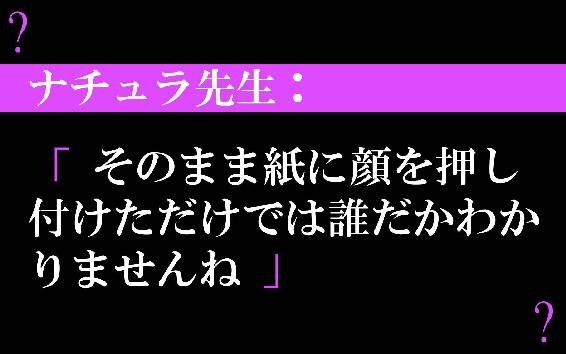 ?
ナチュラ先生：
「 そのまま紙に顔を押し
付けただけでは誰だかわか
りませんね 」
?